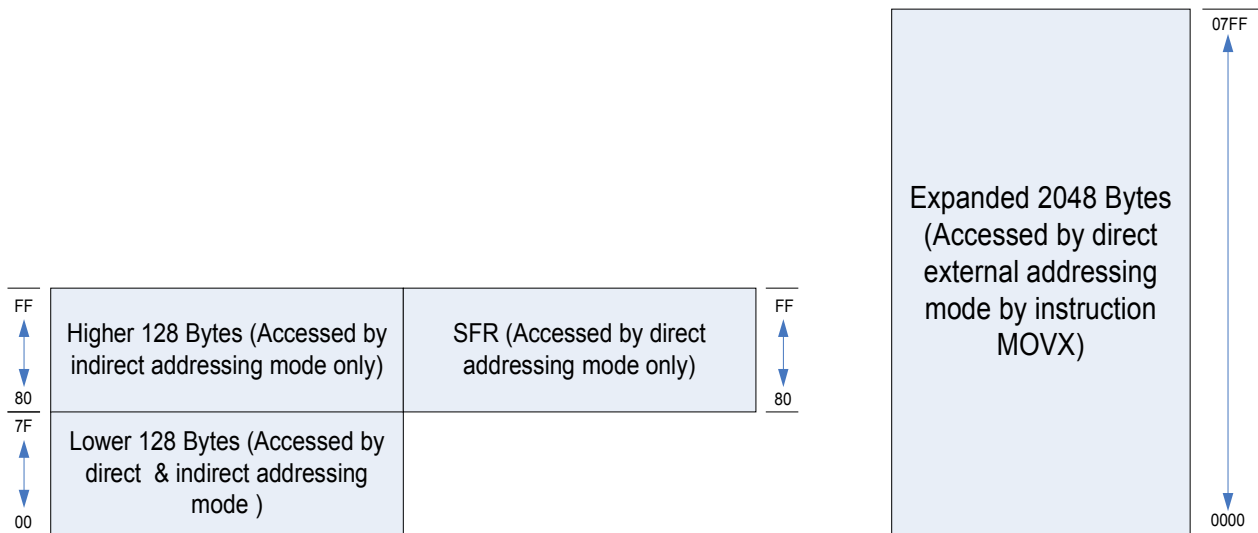 07FF
Expanded 2048 Bytes
(Accessed by direct
external addressing
mode by instruction
MOVX)
0000
FF
Higher 128 Bytes (Accessed by
indirect addressing mode only)
80
SFR (Accessed by direct
addressing mode only)
FF
80
7F
Lower 128 Bytes (Accessed by
direct & indirect addressing
mode )
00